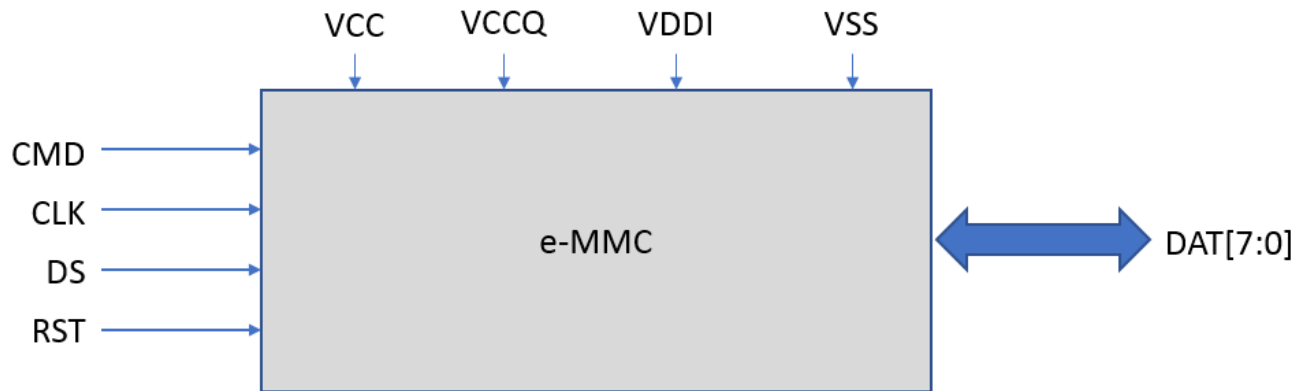 VCC VCCQ VDDI VSS
CMD
CLK
DS
RST
e-MMC
DAT[7:0]